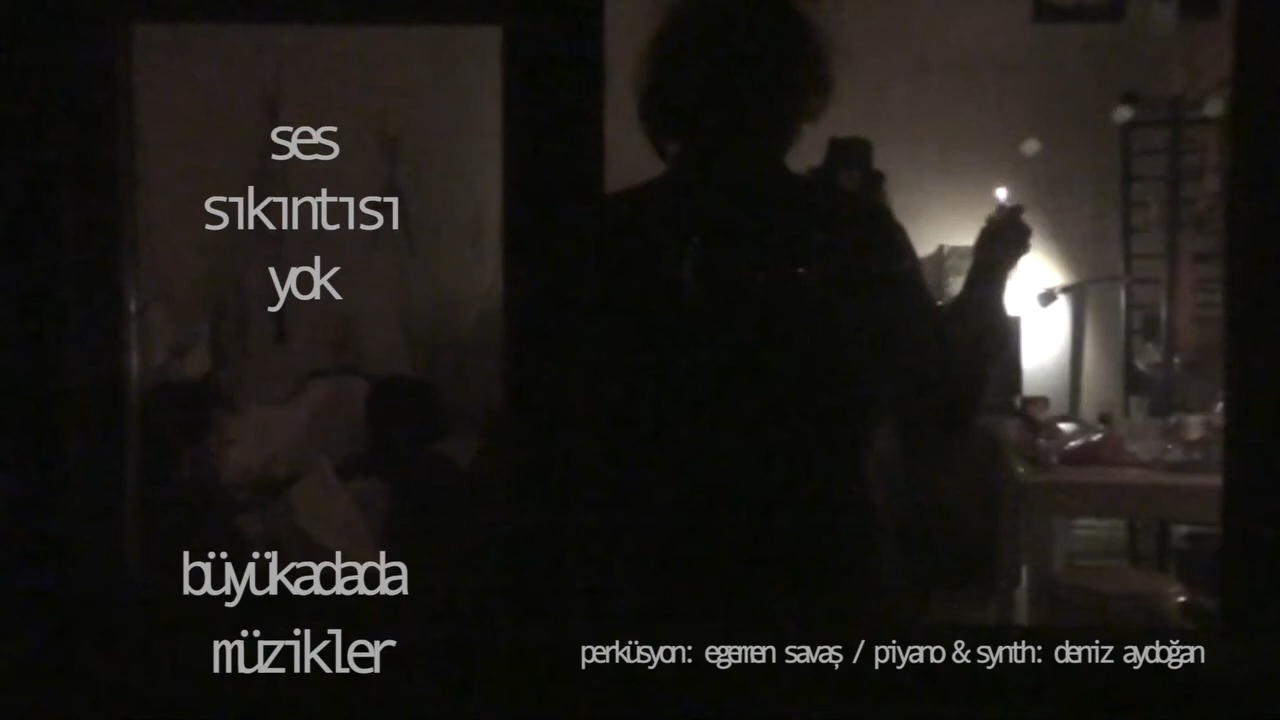 ses
sıkıntısı
yok
büyükadada
müzikler
perküsyon: egemen savaş / piyano & synth: deniz aydoğan